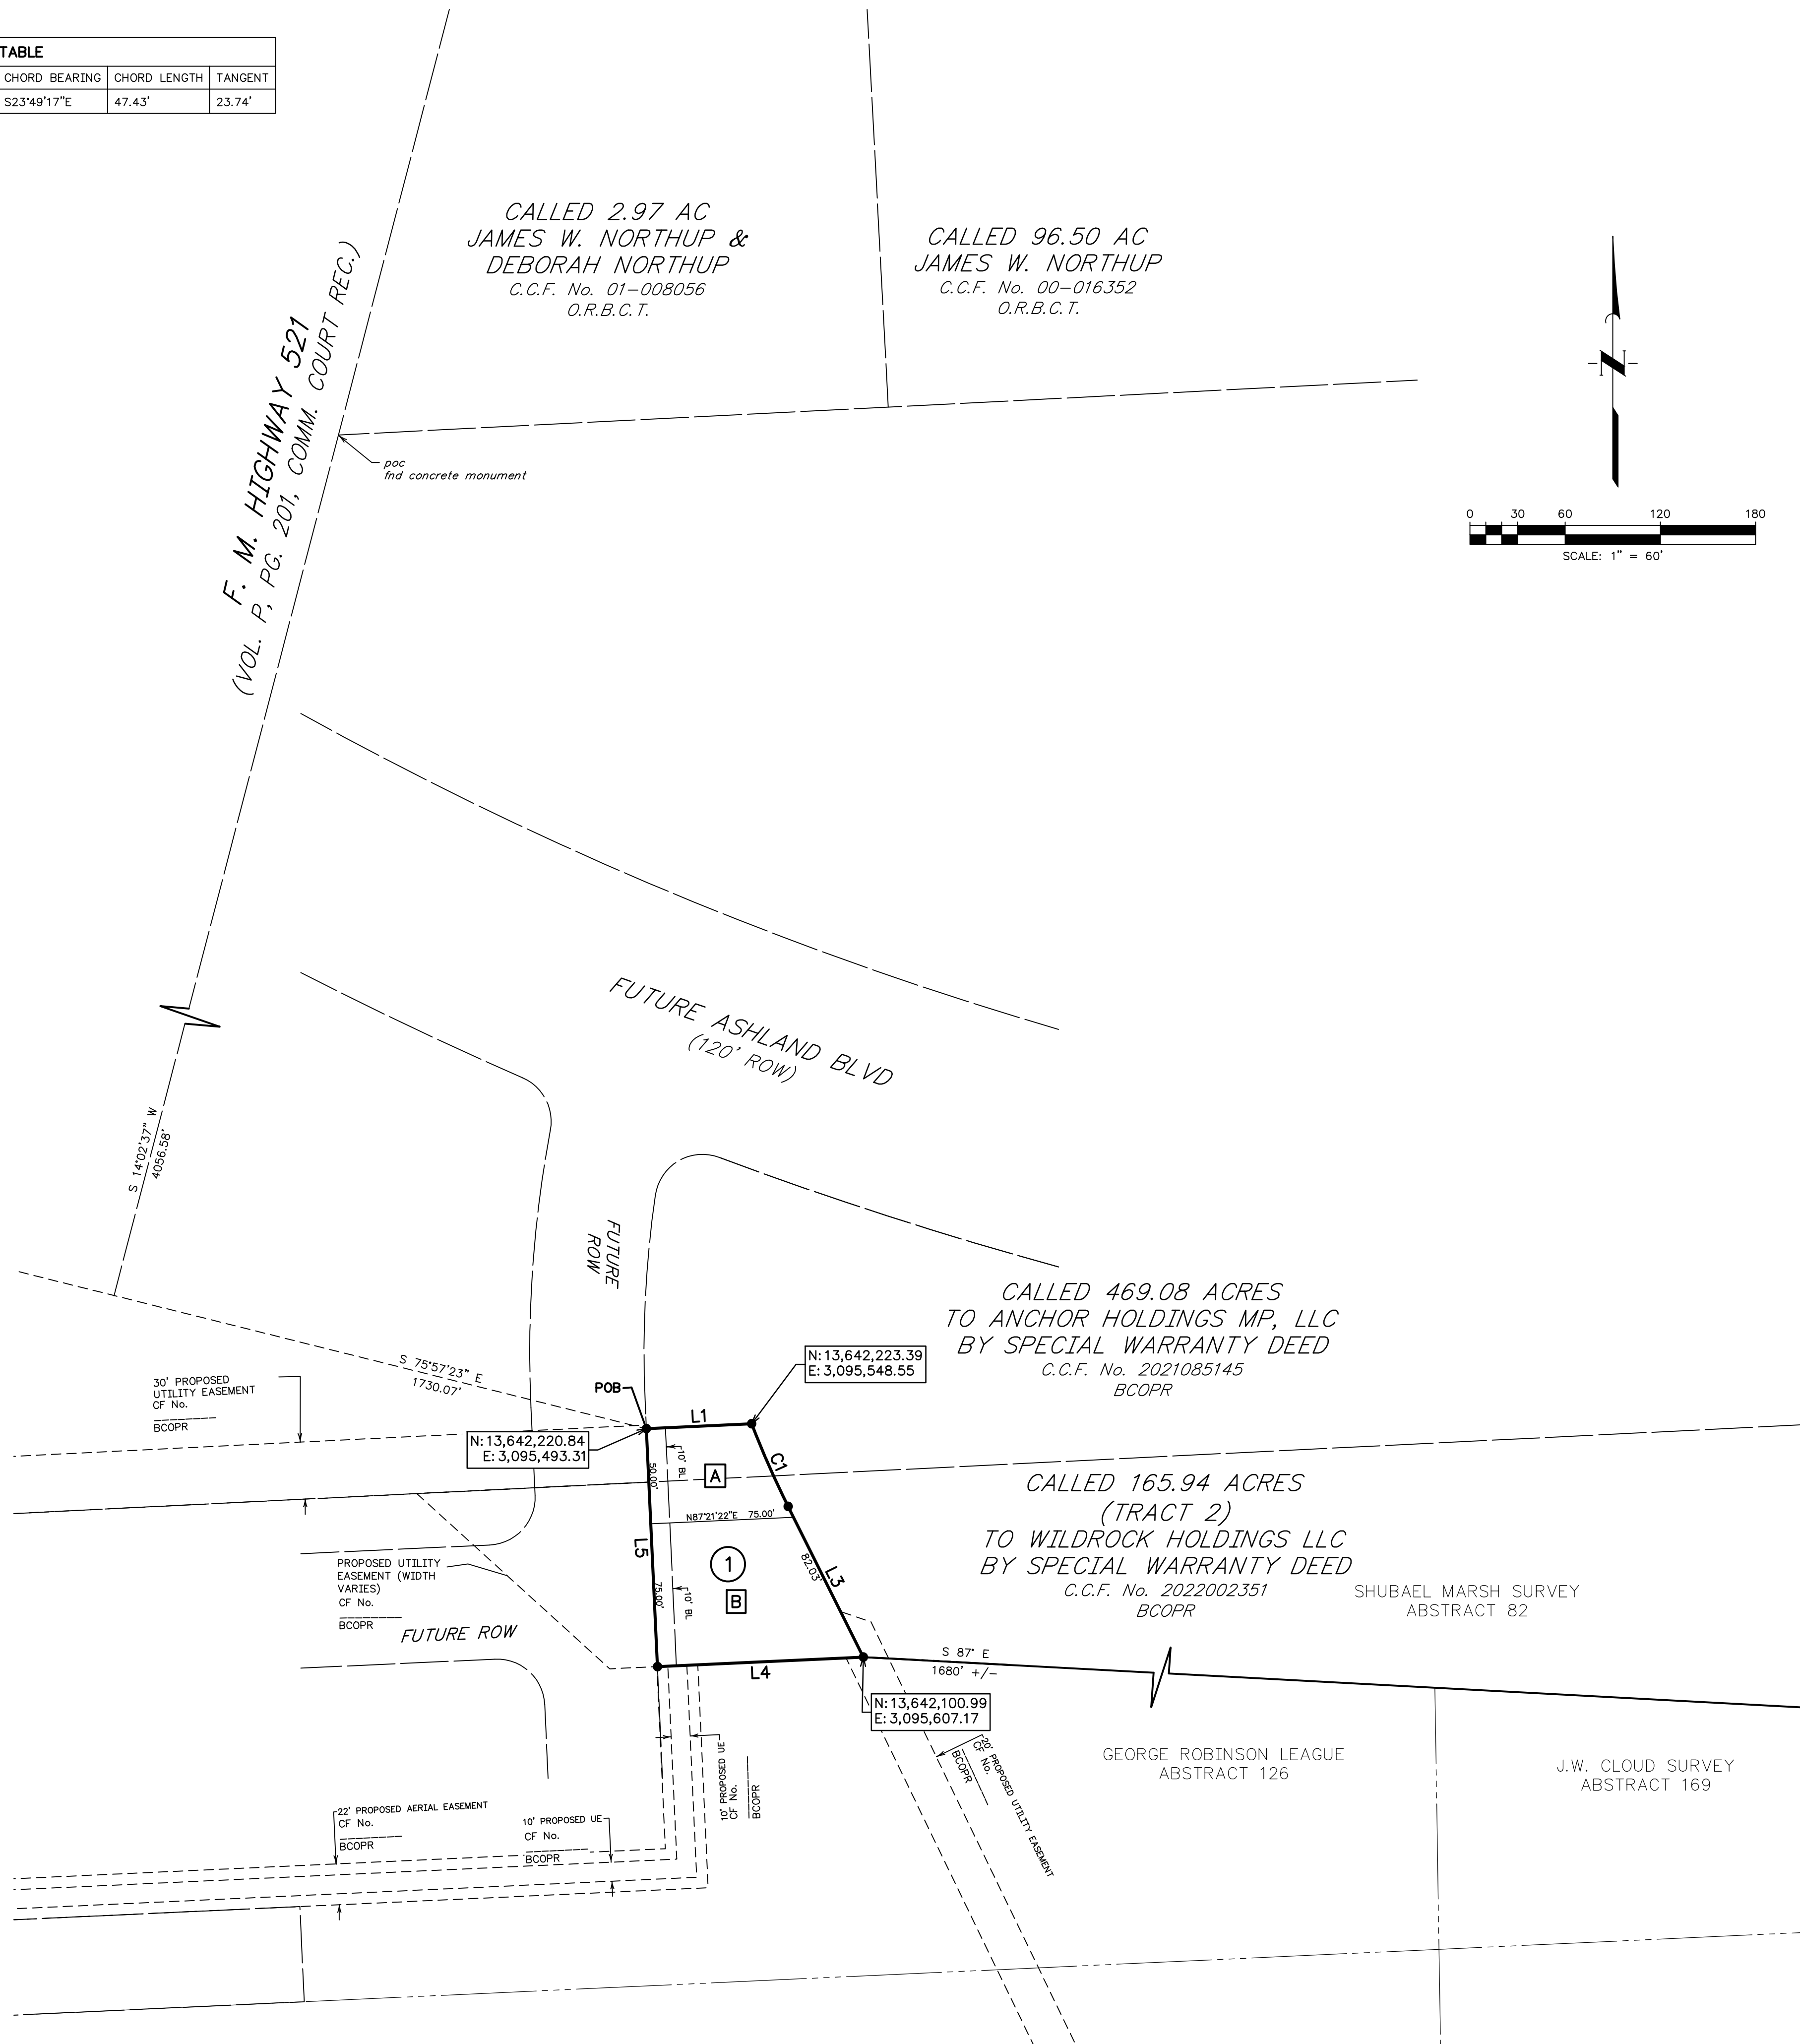 TABLE
CHORD BEARING CHORD LENGTH TANGENT
S23°49'17"E 47.43' 23.74'
CALLED 2.97 AC
JAMES W. NORTHUP &
DEBORAH NORTHUP
C.C.F. No. 01-008056
O.R.B.C.T.
CALLED 96.50 AC
JAMES W. NORTHUP
C.C.F. No. 00-016352
O.R.B.C.T.
F. M. HIGHWAY 521
(VOL. P, PG. 201, COMM. COURT REC.)
poc
fnd concrete monument
N
0 30 60 120 180
SCALE: 1" = 60'
FUTURE ASHLAND BLVD
(120' ROW)
S 14°02'37" W
4056.58'
FUTURE
ROW
CALLED 469.08 ACRES
TO ANCHOR HOLDINGS MP, LLC
BY SPECIAL WARRANTY DEED
C.C.F. No. 2021085145
BCOPR
S 75°57'23" E
1730.07'
N: 13,642,223.39
E: 3,095,548.55
30' PROPOSED
UTILITY EASEMENT
CF No.
________
BCOPR
POB
L1
N: 13,642,220.84
E: 3,095,493.31
50.00'
10' BL
A
C1
CALLED 165.94 ACRES
(TRACT 2)
TO WILDROCK HOLDINGS LLC
BY SPECIAL WARRANTY DEED
C.C.F. No. 2022002351
BCOPR
N87°21'22"E 75.00'
L5
1
82.03'
L3
75.00'
10' BL
B
PROPOSED UTILITY
EASEMENT (WIDTH
VARIES)
CF No.
________
BCOPR
FUTURE ROW
SHUBAEL MARSH SURVEY
ABSTRACT 82
L4
S 87° E
1680' +/-
N: 13,642,100.99
E: 3,095,607.17
10' PROPOSED UE
CF No.
________
BCOPR
20' PROPOSED UTILITY EASEMENT
CF No.
________
BCOPR
GEORGE ROBINSON LEAGUE
ABSTRACT 126
J.W. CLOUD SURVEY
ABSTRACT 169
22' PROPOSED AERIAL EASEMENT
CF No.
________
BCOPR
10' PROPOSED UE
CF No.
________
BCOPR